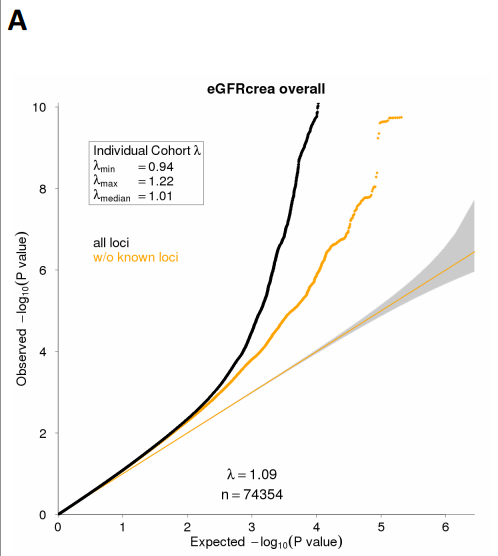 A
eGFRcrea overall
Individual Cohort λ
λmin = 0.94
λmax = 1.22
λmedian = 1.01
all loci
w/o known loci
λ = 1.09
n = 74354
Observed −log10(P value)
10
8
6
4
2
0
0 1 2 3 4 5 6
Expected −log10(P value)